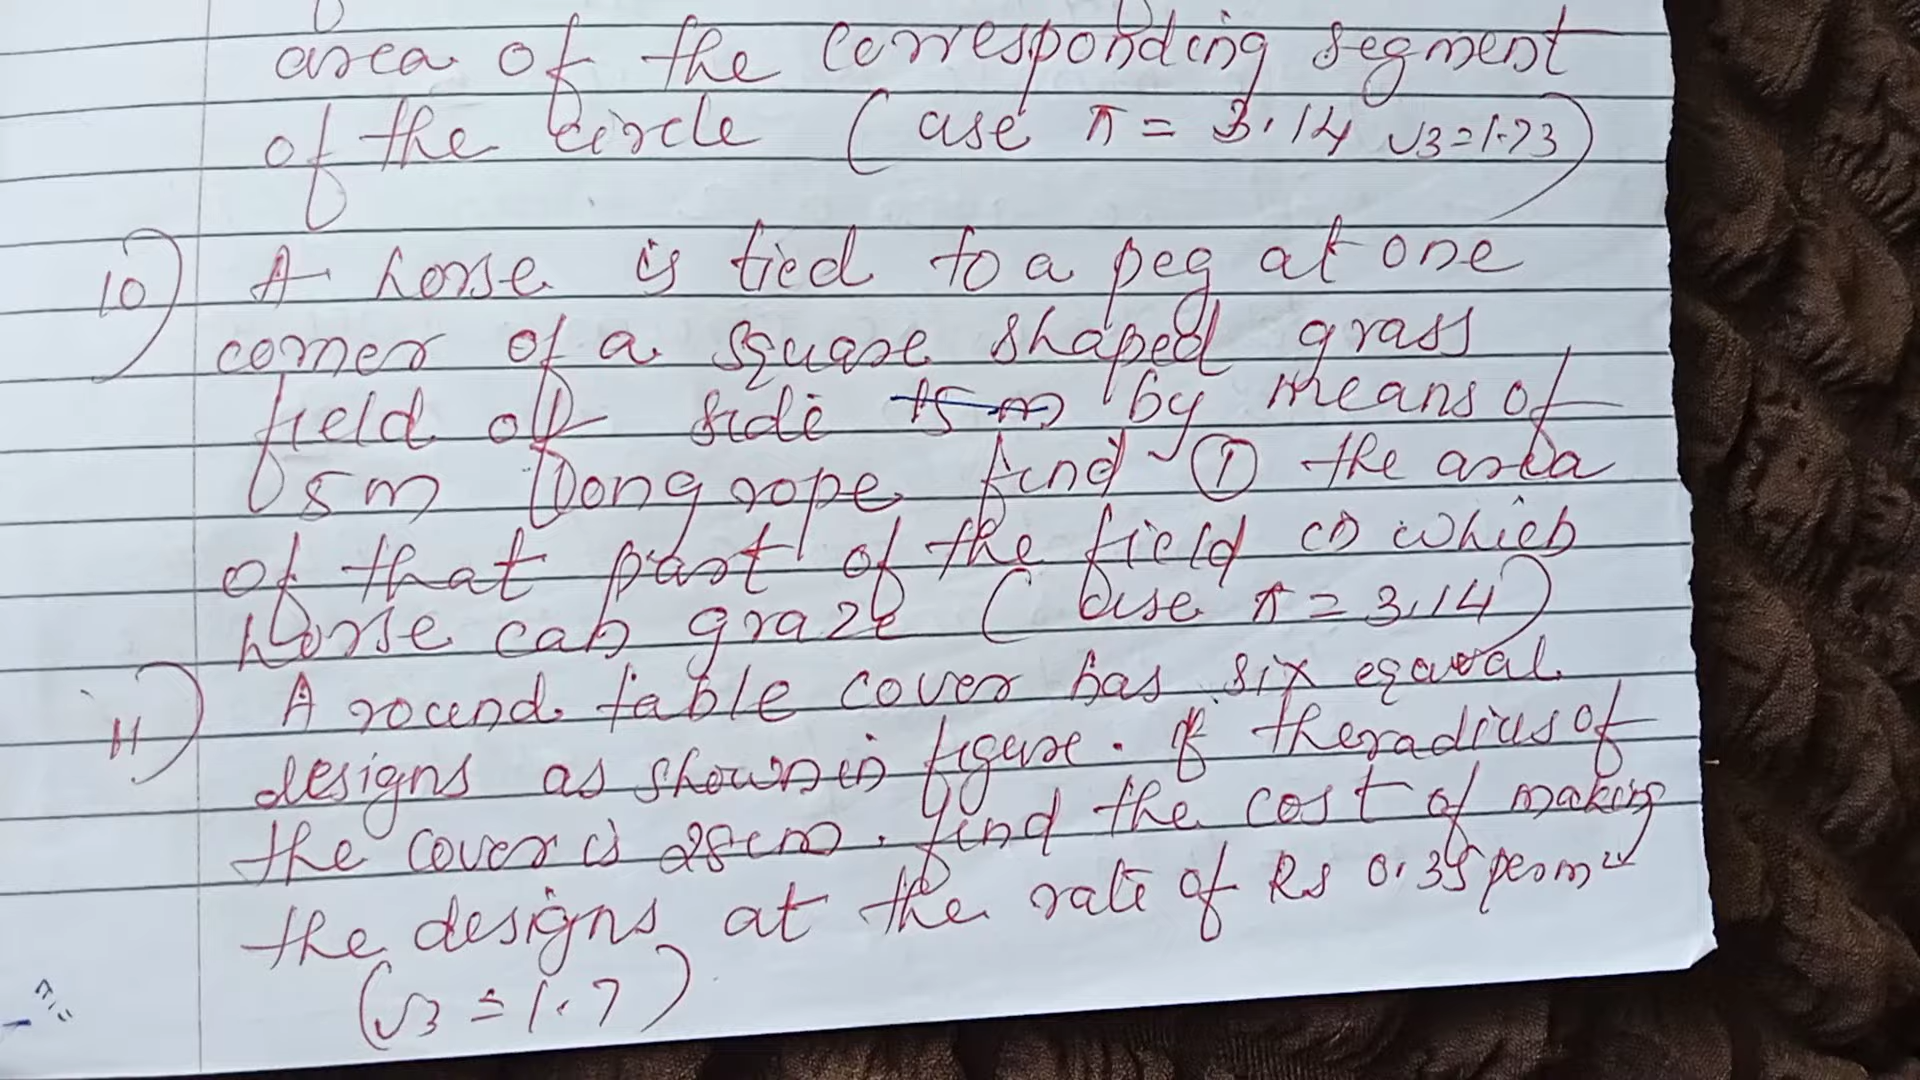 area of the corresponding segment
of the circle (use π = 3.14 √3=1.73)
10) A horse is tied to a peg at one
corner of a square shaped grass
field of side 15 m by means of
5m long rope find ① the area
of that part of the field in which
horse can graze (use π = 3.14)
11) A round table cover has six equal
designs as shown in figure. If the radius of
the cover is 28cm. find the cost of making
the designs at the rate of Rs 0.35 per m²
(√3 = 1.7)